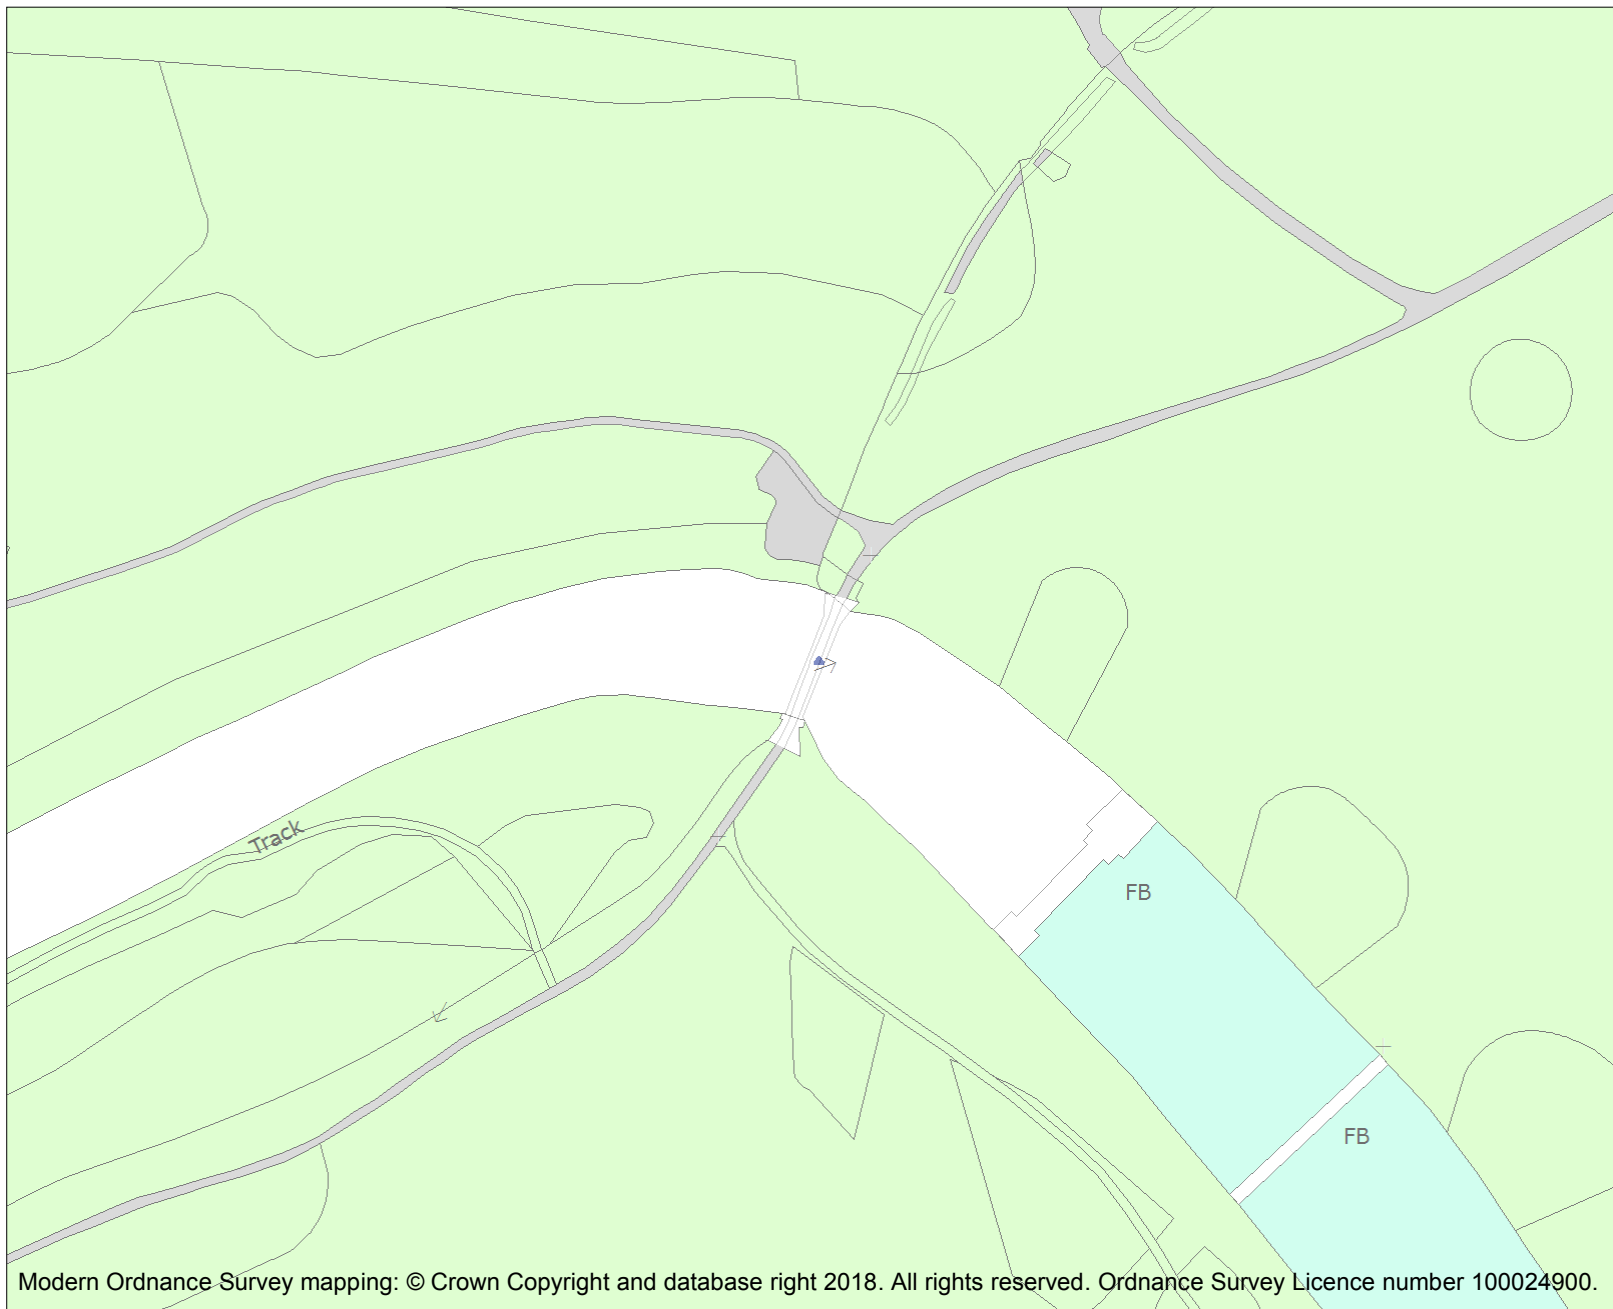 Track
FB
FB
Modern Ordnance Survey mapping: © Crown Copyright and database right 2018. All rights reserved. Ordnance Survey Licence number 100024900.